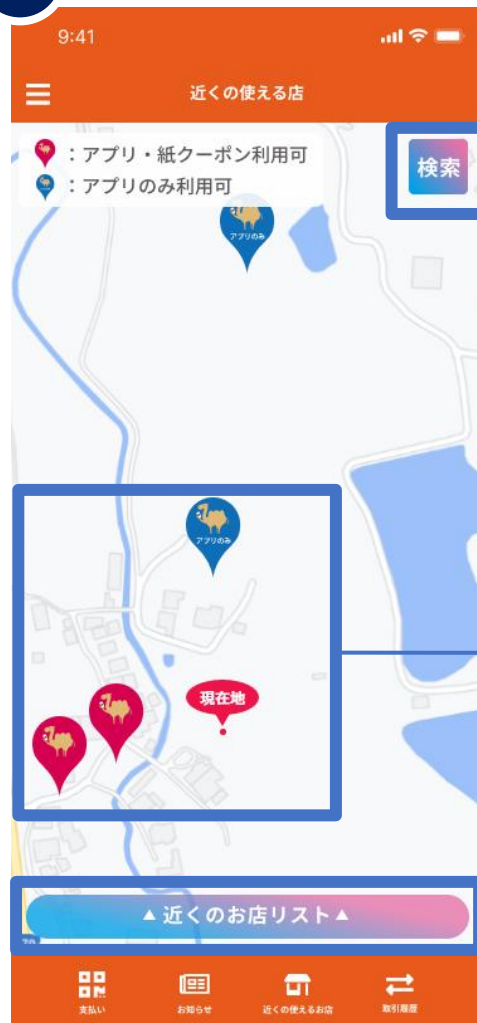 9:41
近くの使える店
：アプリ・紙クーポン利用可
：アプリのみ利用可
検索
アプリのみ
アプリのみ
現在地
▲近くのお店リスト▲
支払い
お知らせ
近くの使えるお店
取引履歴